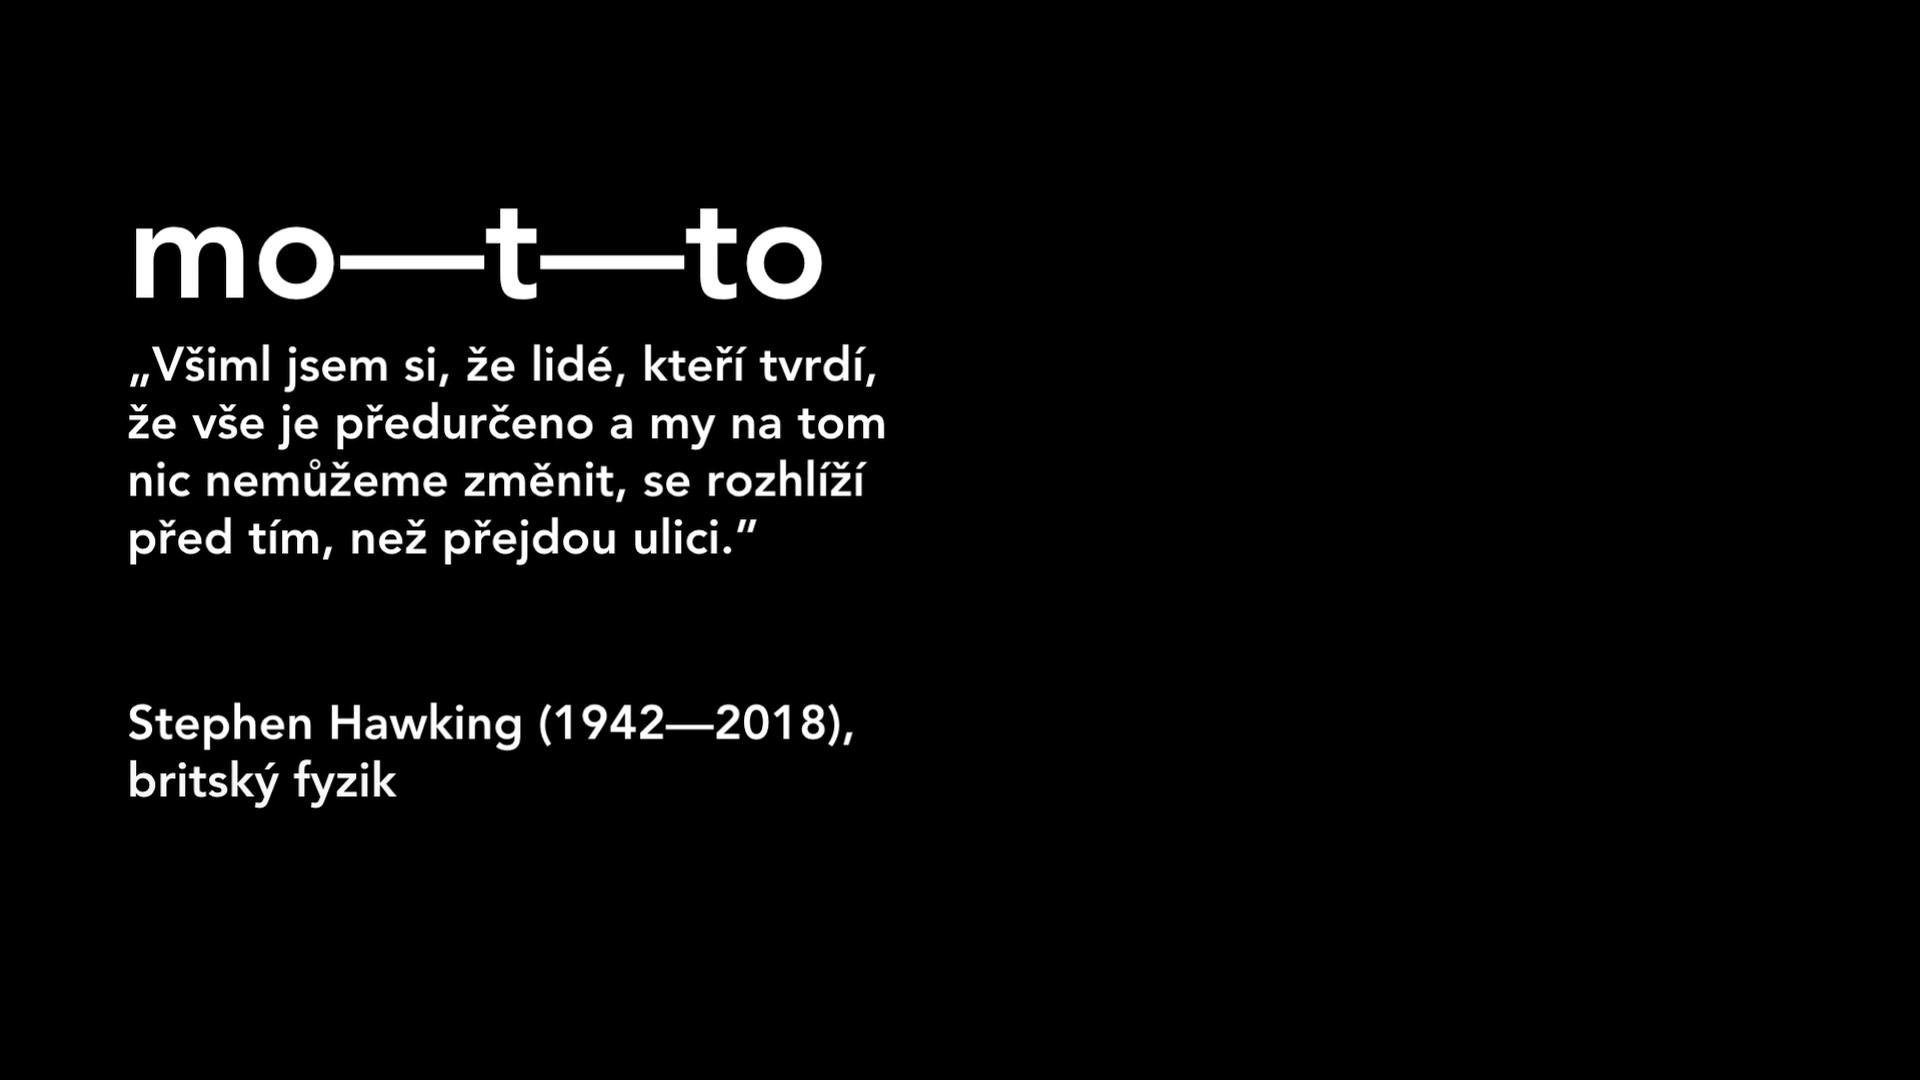 mo—t—to
„Všiml jsem si, že lidé, kteří tvrdí,
že vše je předurčeno a my na tom
nic nemůžeme změnit, se rozhlíží
před tím, než přejdou ulici.”
Stephen Hawking (1942—2018),
britský fyzik